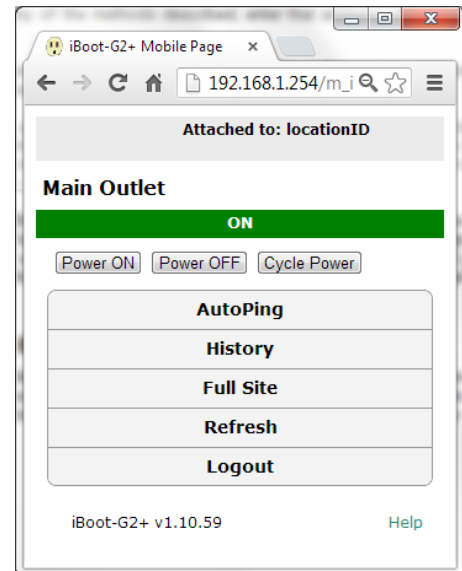 iBoot-G2+ Mobile Page
192.168.1.254/m_i
Attached to: locationID
Main Outlet
ON
Power ON Power OFF Cycle Power
AutoPing
History
Full Site
Refresh
Logout
iBoot-G2+ v1.10.59 Help